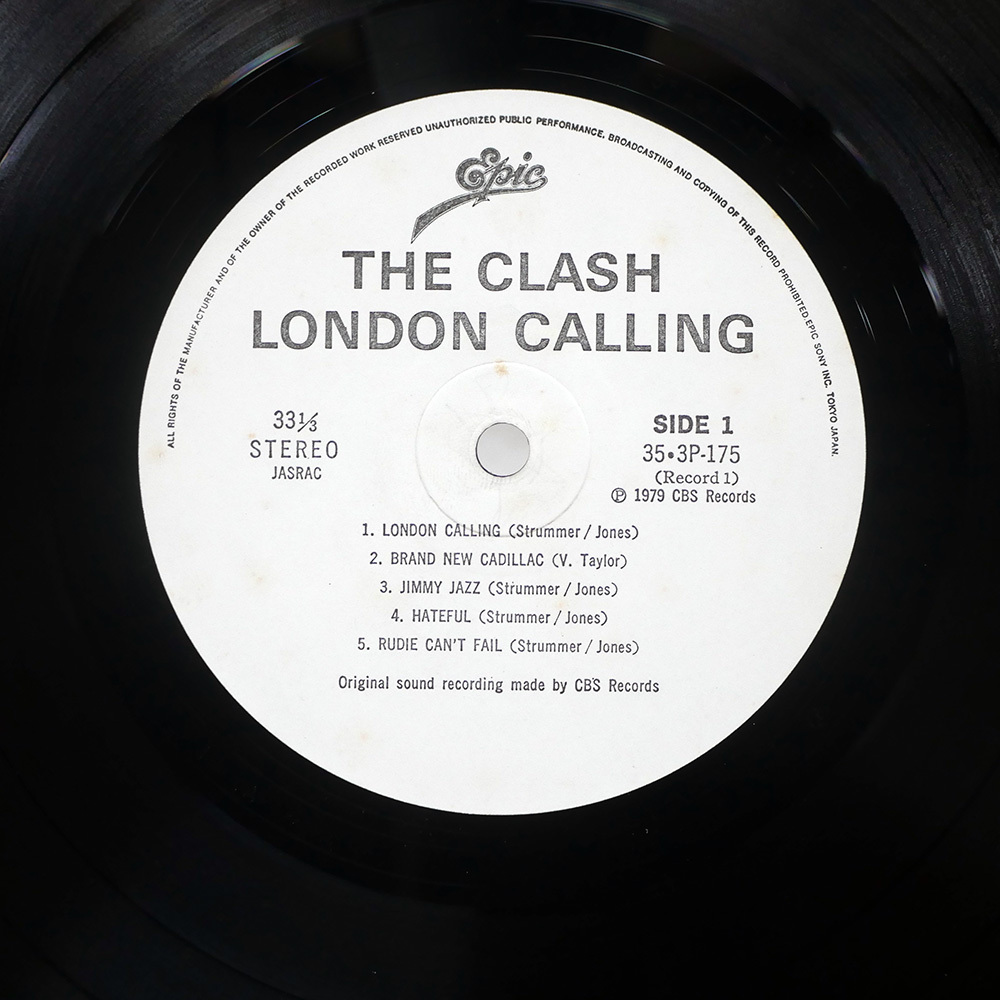 ALL RIGHTS OF THE MANUFACTURER AND OF THE OWNER OF THE RECORDED WORK RESERVED UNAUTHORIZED PUBLIC PERFORMANCE, BROADCASTING AND COPYING OF THIS RECORD PROHIBITED. EPIC SONY INC. TOKYO JAPAN.
Epic
THE CLASH
LONDON CALLING
33⅓
STEREO
JASRAC
SIDE 1
35•3P-175
(Record 1)
℗ 1979 CBS Records
1. LONDON CALLING (Strummer / Jones)
2. BRAND NEW CADILLAC (V. Taylor)
3. JIMMY JAZZ (Strummer / Jones)
4. HATEFUL (Strummer / Jones)
5. RUDIE CAN'T FAIL (Strummer / Jones)
Original sound recording made by CBS Records